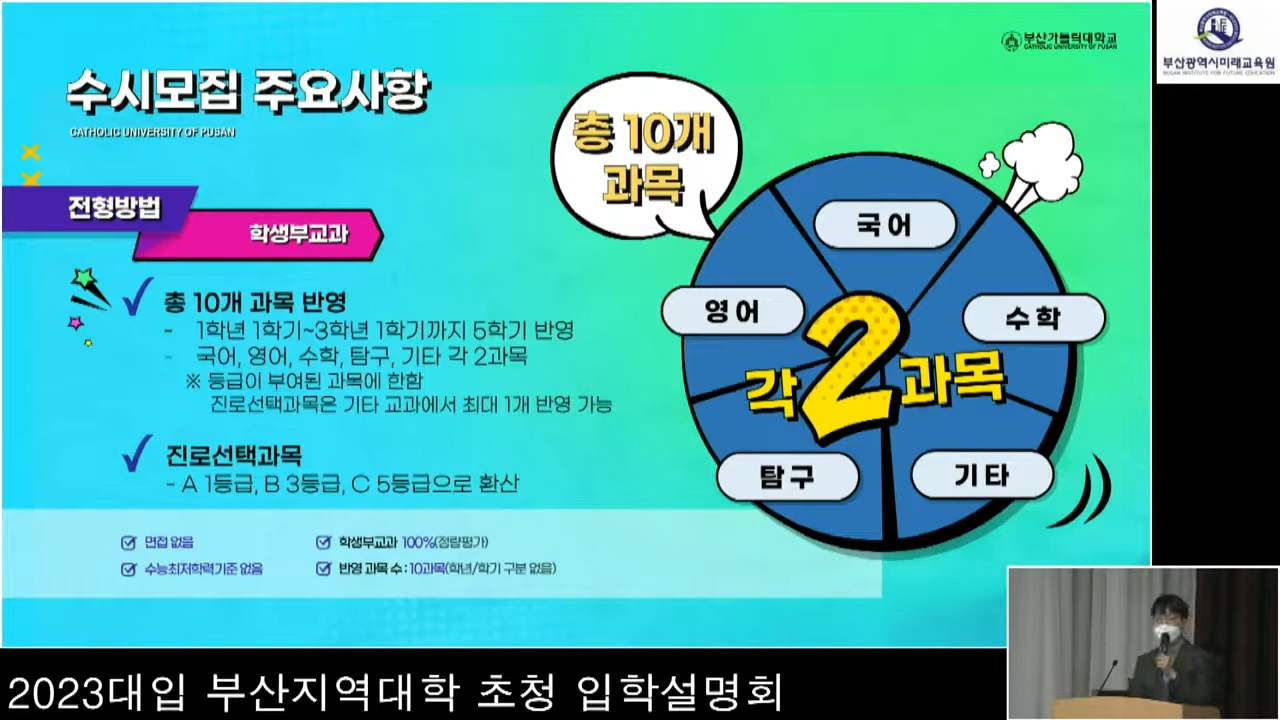 부산가톨릭대학교
CATHOLIC UNIVERSITY OF PUSAN
부산광역시미래교육원
BUSAN INSTITUTE FOR FUTURE EDUCATION
수시모집 주요사항
CATHOLIC UNIVERSITY OF PUSAN
전형방법
학생부교과
총 10개 과목 반영
- 1학년 1학기~3학년 1학기까지 5학기 반영
- 국어, 영어, 수학, 탐구, 기타 각 2과목
※ 등급이 부여된 과목에 한함
진로선택과목은 기타 교과에서 최대 1개 반영 가능
진로선택과목
- A 1등급, B 3등급, C 5등급으로 환산
면접 없음
학생부교과 100%(정량평가)
수능최저학력기준 없음
반영 과목 수 : 10과목(학년/학기 구분 없음)
총 10개
과목
국어
영어
수학
각 2과목
탐구
기타
2023대입 부산지역대학 초청 입학설명회